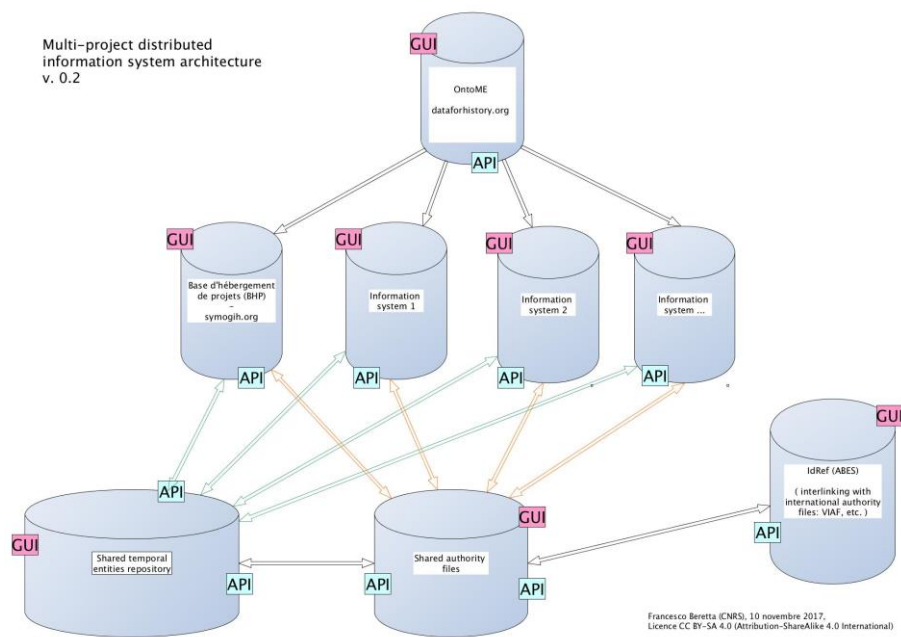 Multi-project distributed
information system architecture
v. 0.2
GUI
OntoME
dataforhistory.org
API
GUI
Base d'hébergement
de projets (BHP)
–
symogih.org
API
GUI
Information
system 1
API
GUI
Information
system 2
API
GUI
Information
system ...
API
GUI
IdRef (ABES)
( interlinking with
international authority
files: VIAF, etc. )
API
API
GUI
Shared temporal
entities repository
API
GUI
Shared authority
files
API
API
Francesco Beretta (CNRS), 10 novembre 2017,
Licence CC BY-SA 4.0 (Attribution-ShareAlike 4.0 International)